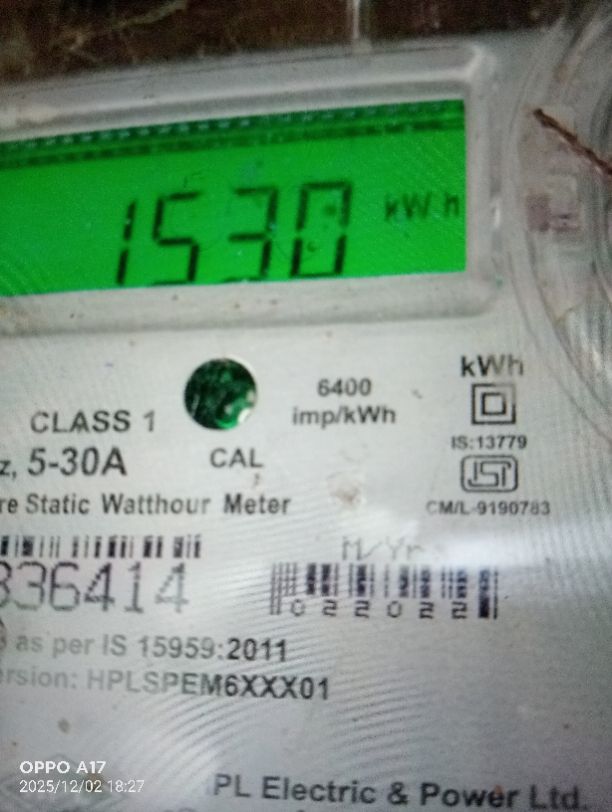 1530 kWh
kWh
6400
imp/kWh
CLASS 1
IS:13779
z, 5-30A
CAL
ISI
re Static Watthour Meter
CM/L-9190783
M/Yr
336414
022022
as per IS 15959:2011
ersion: HPLSPEM6XXX01
OPPO A17
2025/12/02 18:27
PL Electric & Power Ltd.